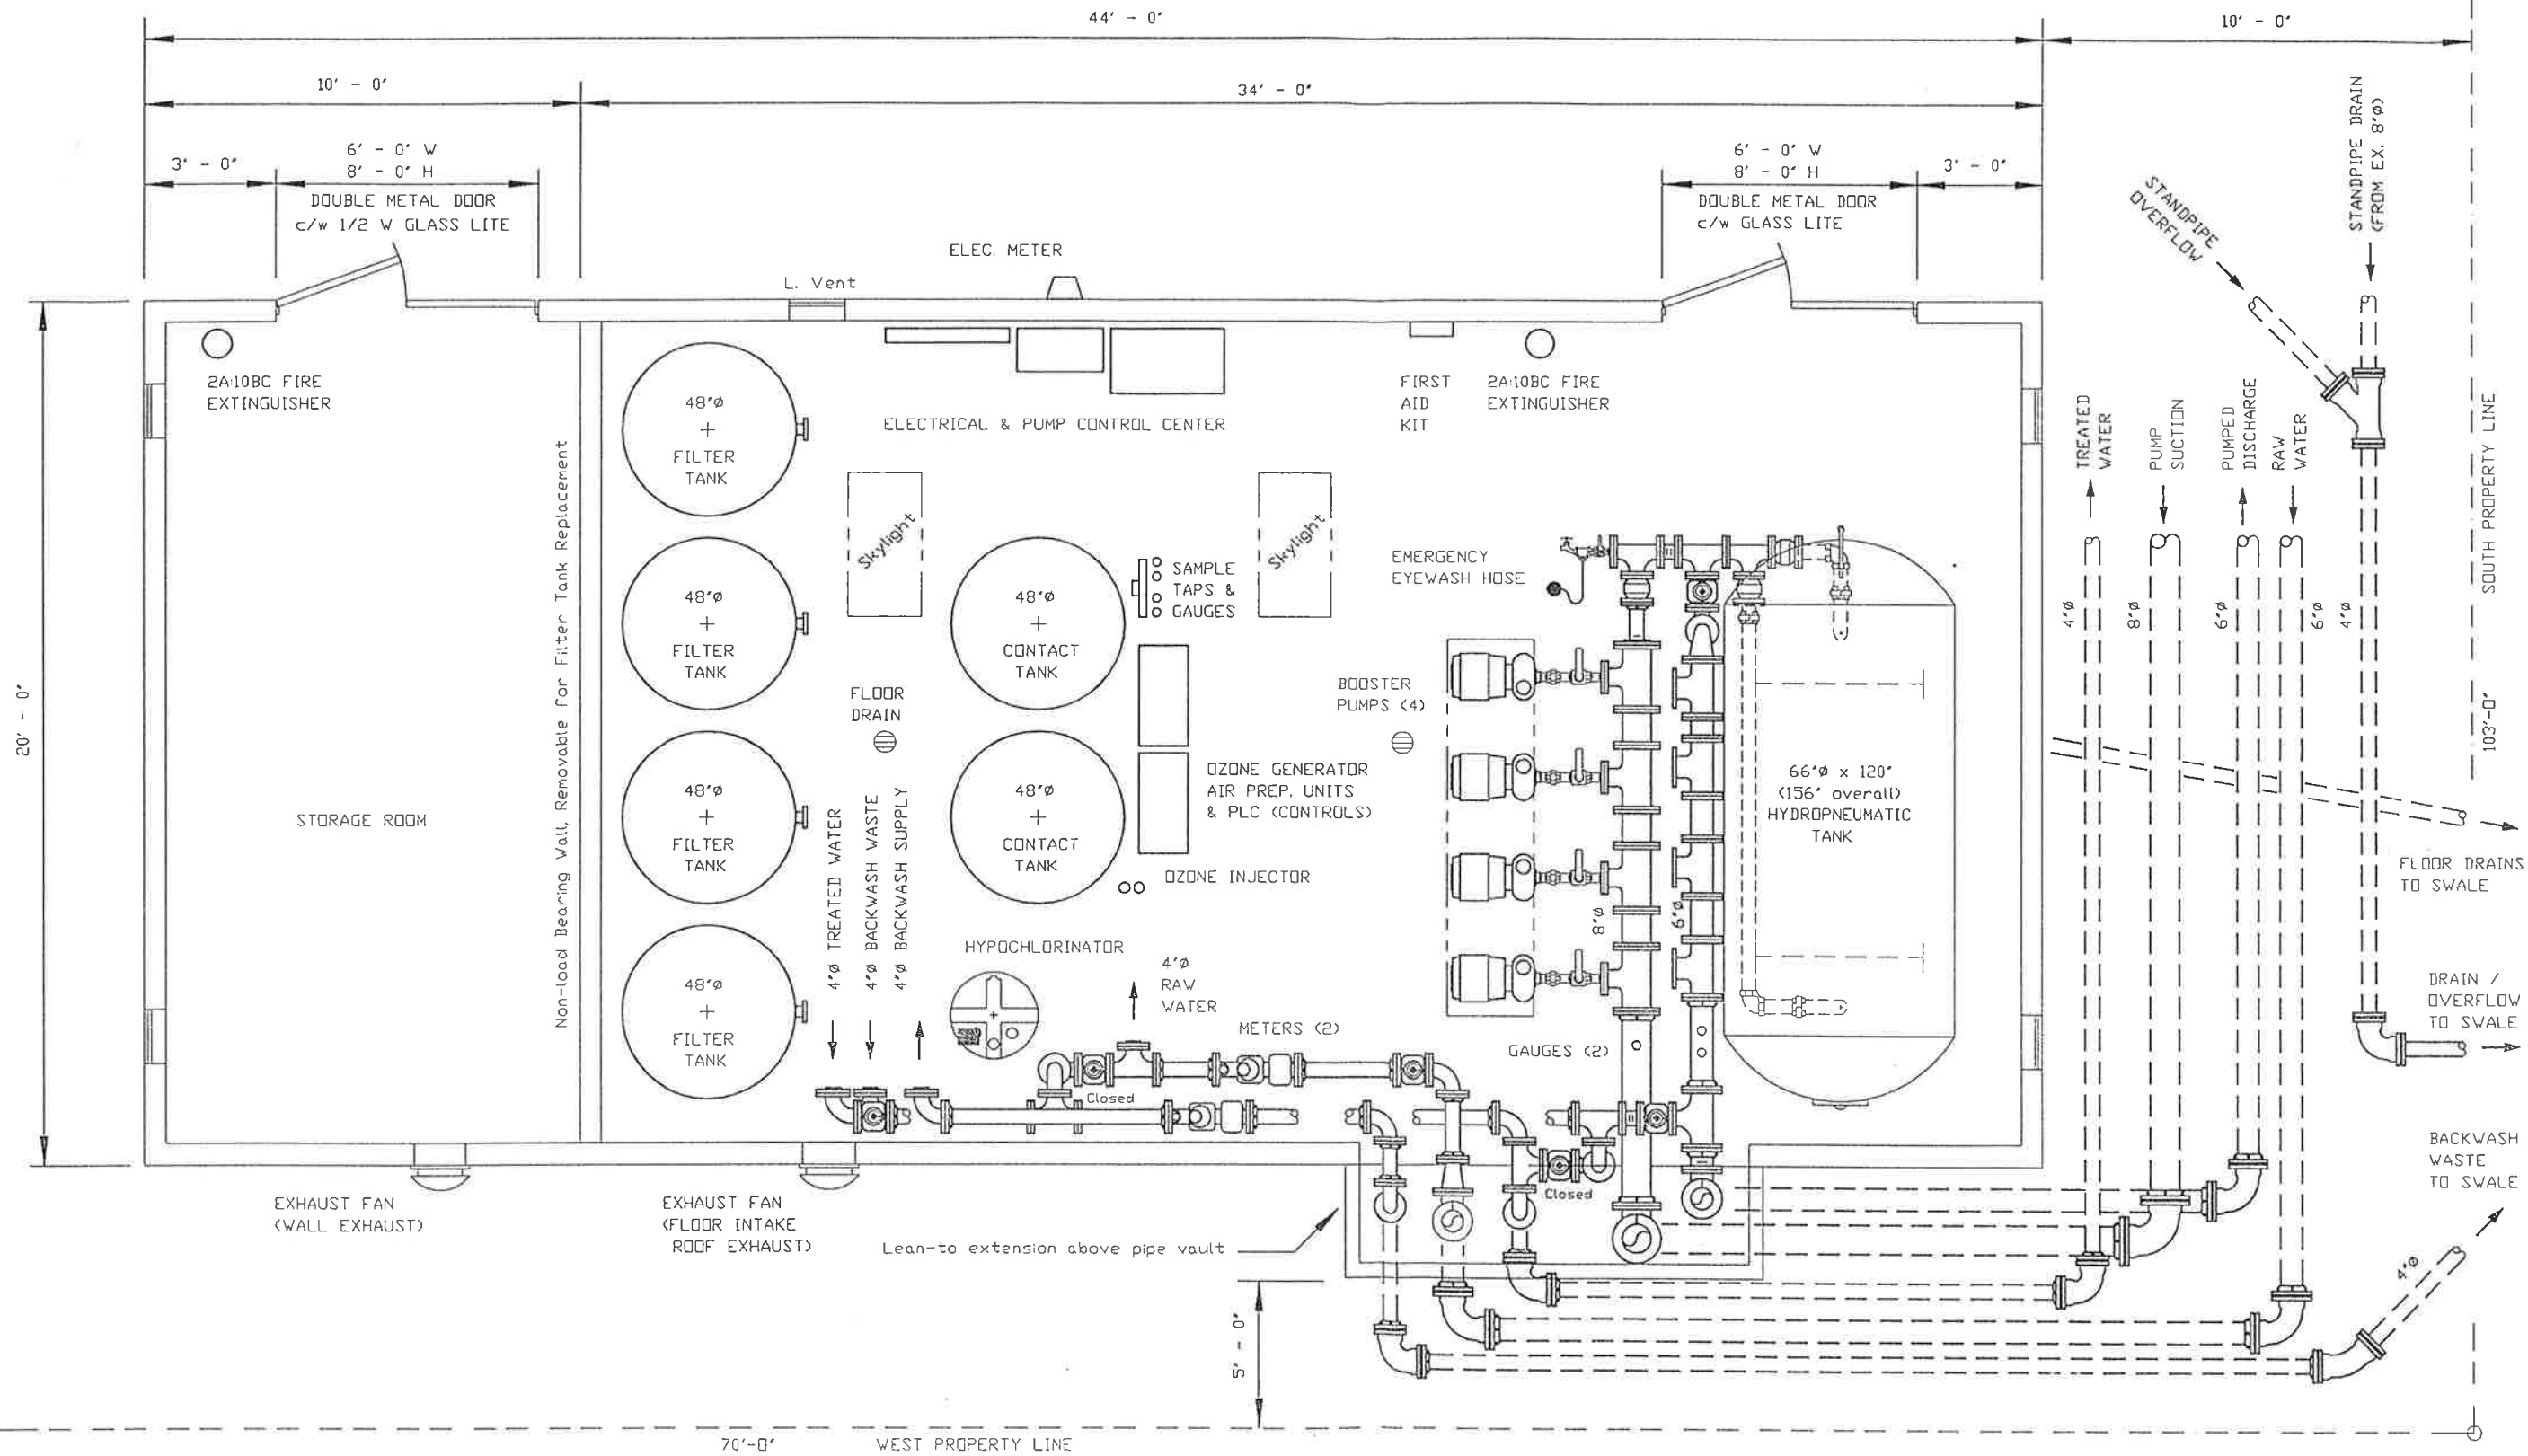 44' - 0"
10' - 0"
10' - 0"
34' - 0"
3' - 0"
6' - 0" W
8' - 0" H
DOUBLE METAL DOOR
c/w 1/2 W GLASS LITE
6' - 0" W
8' - 0" H
3' - 0"
DOUBLE METAL DOOR
c/w GLASS LITE
STANDPIPE
OVERFLOW
STANDPIPE DRAIN
(FROM EX. 8"Ø)
ELEC. METER
L. Vent
2A:10BC FIRE
EXTINGUISHER
48"Ø
FILTER
TANK
ELECTRICAL & PUMP CONTROL CENTER
FIRST
AID
KIT
2A:10BC FIRE
EXTINGUISHER
TREATED
WATER
PUMP
SUCTION
PUMPED
DISCHARGE
RAW
WATER
SOUTH PROPERTY LINE
103'-0"
Non-load Bearing Wall, Removable for Filter Tank Replacement
Skylight
Skylight
48"Ø
FILTER
TANK
48"Ø
CONTACT
TANK
SAMPLE
TAPS &
GAUGES
EMERGENCY
EYEWASH HOSE
4"Ø
8"Ø
6"Ø
6"Ø
4"Ø
20' - 0"
FLOOR
DRAIN
BOOSTER
PUMPS (4)
STORAGE ROOM
48"Ø
FILTER
TANK
48"Ø
CONTACT
TANK
OZONE GENERATOR
AIR PREP. UNITS
& PLC (CONTROLS)
66"Ø x 120"
(156" overall)
HYDROPNEUMATIC
TANK
FLOOR DRAINS
TO SWALE
OZONE INJECTOR
4"Ø TREATED WATER
4"Ø BACKWASH WASTE
4"Ø BACKWASH SUPPLY
8"Ø
6"Ø
48"Ø
FILTER
TANK
HYPOCHLORINATOR
4"Ø
RAW
WATER
METERS (2)
GAUGES (2)
DRAIN /
OVERFLOW
TO SWALE
Closed
Closed
BACKWASH
WASTE
TO SWALE
EXHAUST FAN
(WALL EXHAUST)
EXHAUST FAN
(FLOOR INTAKE
ROOF EXHAUST)
Lean-to extension above pipe vault
4"Ø
5' - 0"
70'-0"
WEST PROPERTY LINE